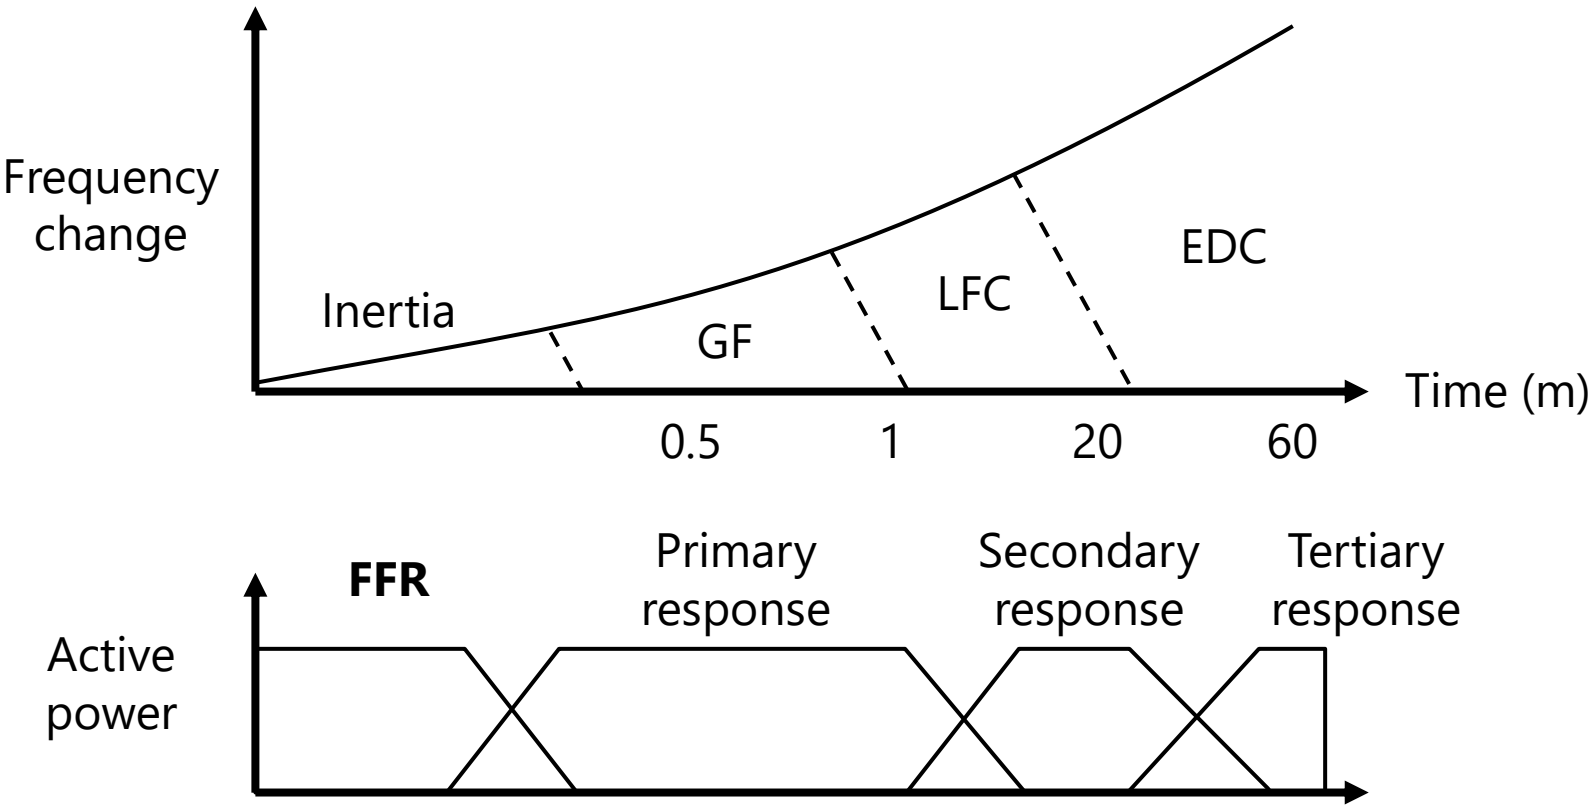 Frequency
change
Inertia
GF
LFC
EDC
Time (m)
0.5
1
20
60
FFR
Primary
response
Secondary
response
Tertiary
response
Active
power